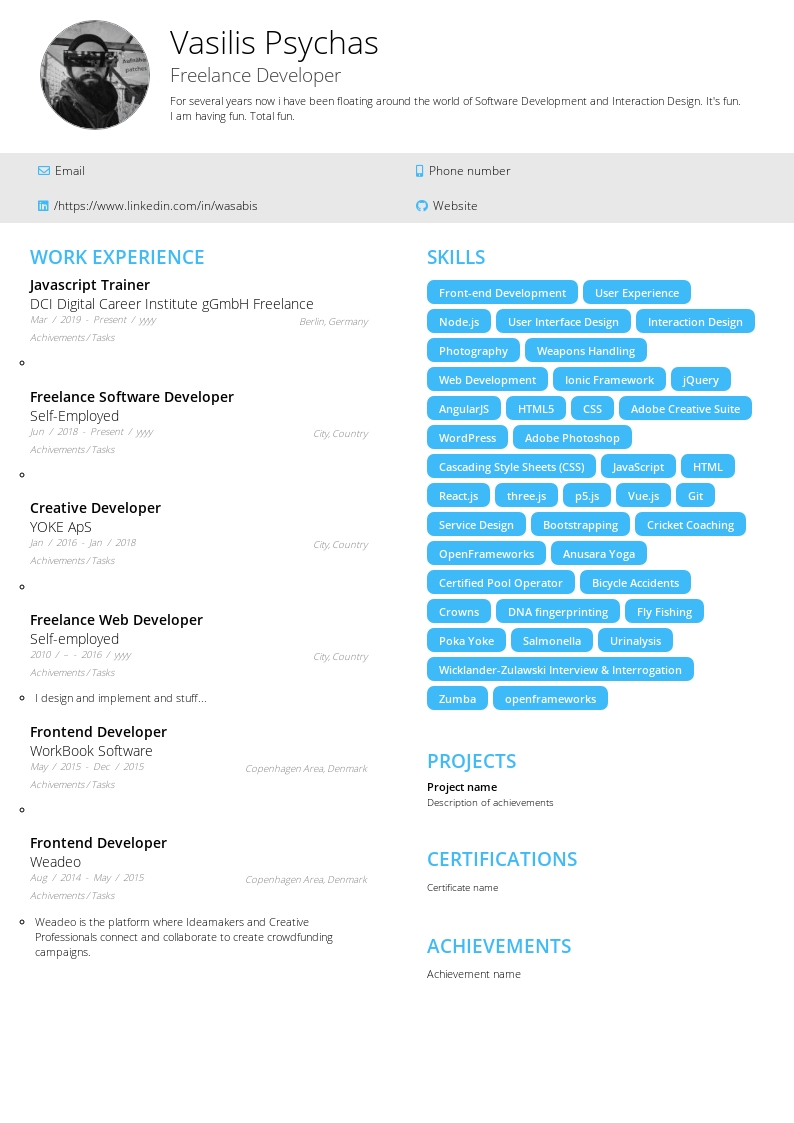 Vasilis Psychas
Freelance Developer
For several years now i have been floating around the world of Software Development and Interaction Design. It's fun.
I am having fun. Total fun.
Email
Phone number
/https://www.linkedin.com/in/wasabis
Website
WORK EXPERIENCE
Javascript Trainer
DCI Digital Career Institute gGmbH Freelance
Mar / 2019 - Present / yyyy
Berlin, Germany
Achivements/Tasks
Freelance Software Developer
Self-Employed
Jun / 2018 - Present / yyyy
City, Country
Achivements/Tasks
Creative Developer
YOKE ApS
Jan / 2016 - Jan / 2018
City, Country
Achivements/Tasks
Freelance Web Developer
Self-employed
2010 / – - 2016 / yyyy
City, Country
Achivements/Tasks
I design and implement and stuff...
Frontend Developer
WorkBook Software
May / 2015 - Dec / 2015
Copenhagen Area, Denmark
Achivements/Tasks
Frontend Developer
Weadeo
Aug / 2014 - May / 2015
Copenhagen Area, Denmark
Achivements/Tasks
Weadeo is the platform where Ideamakers and Creative
Professionals connect and collaborate to create crowdfunding
campaigns.
SKILLS
Front-end Development User Experience
Node.js User Interface Design Interaction Design
Photography Weapons Handling
Web Development Ionic Framework jQuery
AngularJS HTML5 CSS Adobe Creative Suite
WordPress Adobe Photoshop
Cascading Style Sheets (CSS) JavaScript HTML
React.js three.js p5.js Vue.js Git
Service Design Bootstrapping Cricket Coaching
OpenFrameworks Anusara Yoga
Certified Pool Operator Bicycle Accidents
Crowns DNA fingerprinting Fly Fishing
Poka Yoke Salmonella Urinalysis
Wicklander-Zulawski Interview & Interrogation
Zumba openframeworks
PROJECTS
Project name
Description of achievements
CERTIFICATIONS
Certificate name
ACHIEVEMENTS
Achievement name